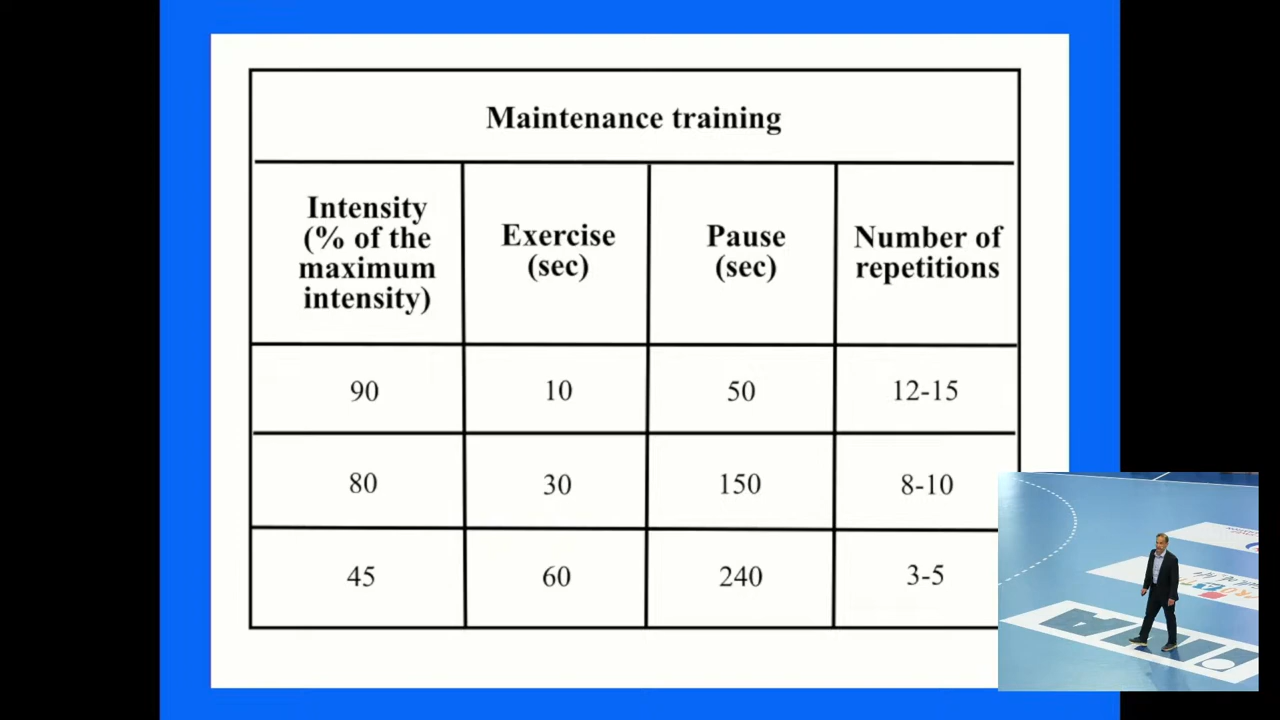 Maintenance training
Intensity
(% of the
maximum
intensity)
Exercise
(sec)
Pause
(sec)
Number of
repetitions
90
10
50
12-15
80
30
150
8-10
45
60
240
3-5